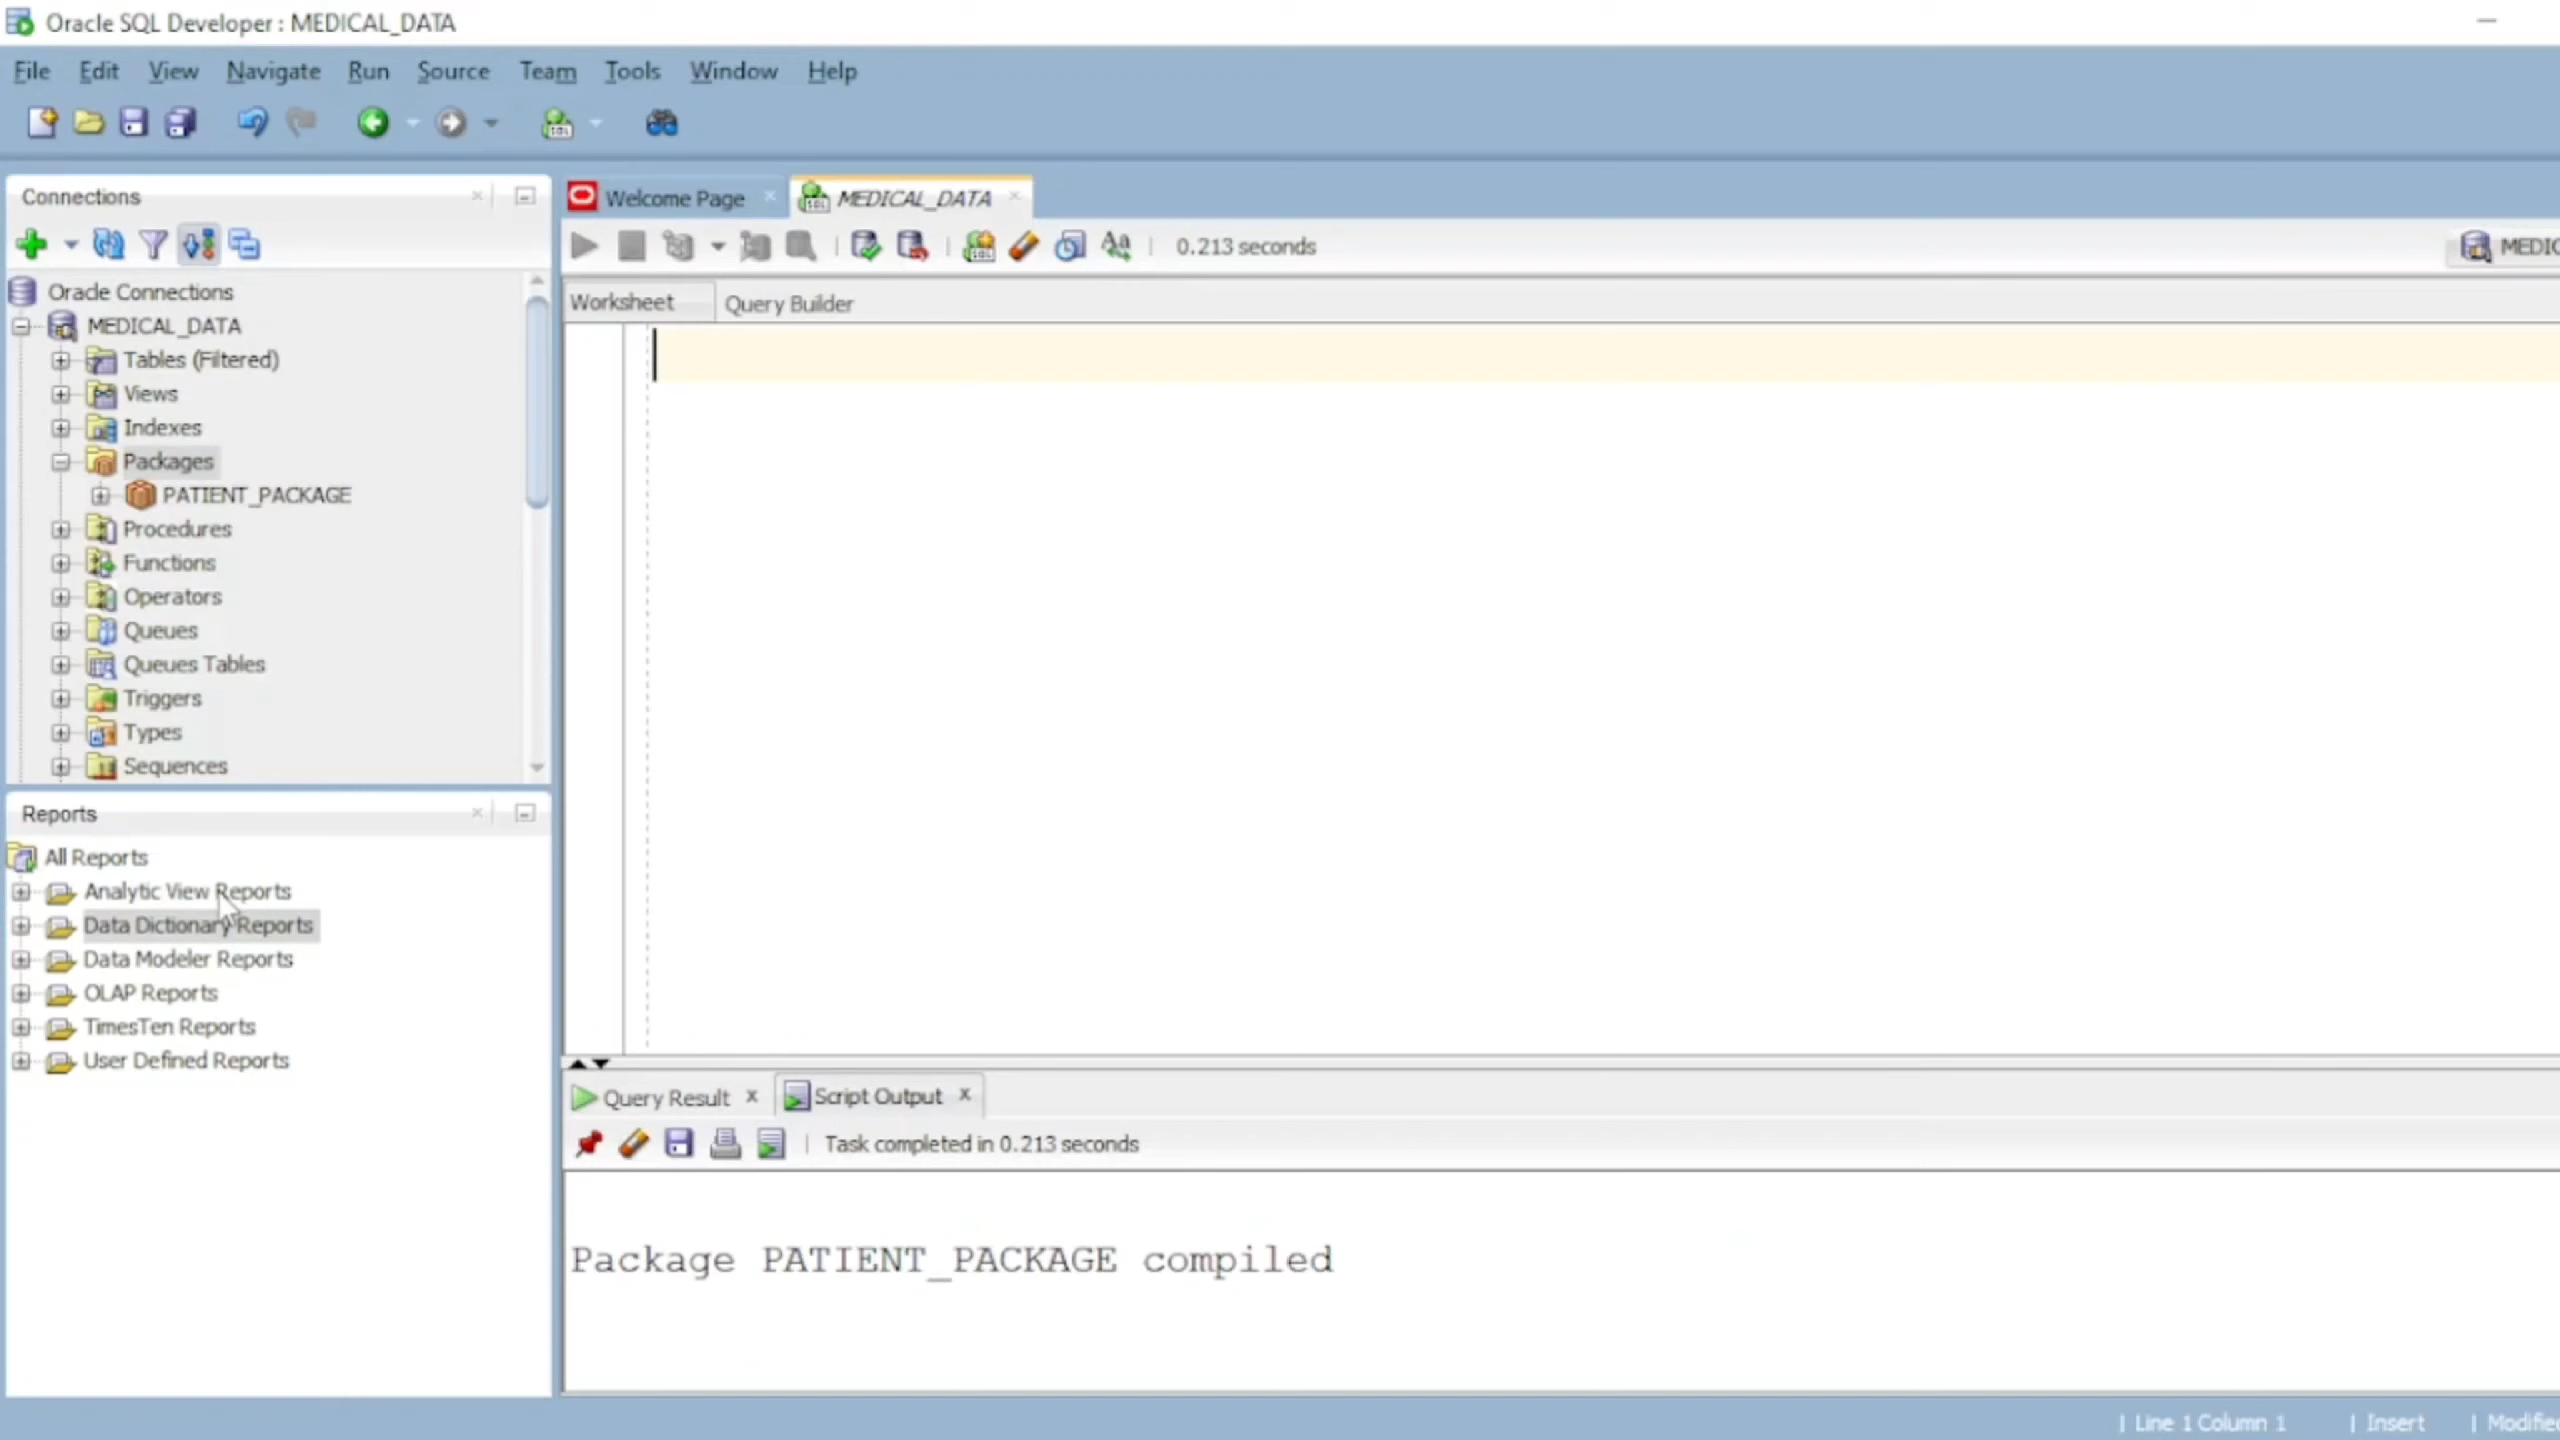 Oracle SQL Developer : MEDICAL_DATA
File Edit View Navigate Run Source Team Tools Window Help
Connections
Welcome Page
MEDICAL_DATA
0.213 seconds
Worksheet
Query Builder
Oracle Connections
MEDICAL_DATA
Tables (Filtered)
Views
Indexes
Packages
PATIENT_PACKAGE
Procedures
Functions
Operators
Queues
Queues Tables
Triggers
Types
Sequences
Reports
All Reports
Analytic View Reports
Data Dictionary Reports
Data Modeler Reports
OLAP Reports
TimesTen Reports
User Defined Reports
Query Result
Script Output
Task completed in 0.213 seconds
Package PATIENT_PACKAGE compiled
Line 1 Column 1
Insert